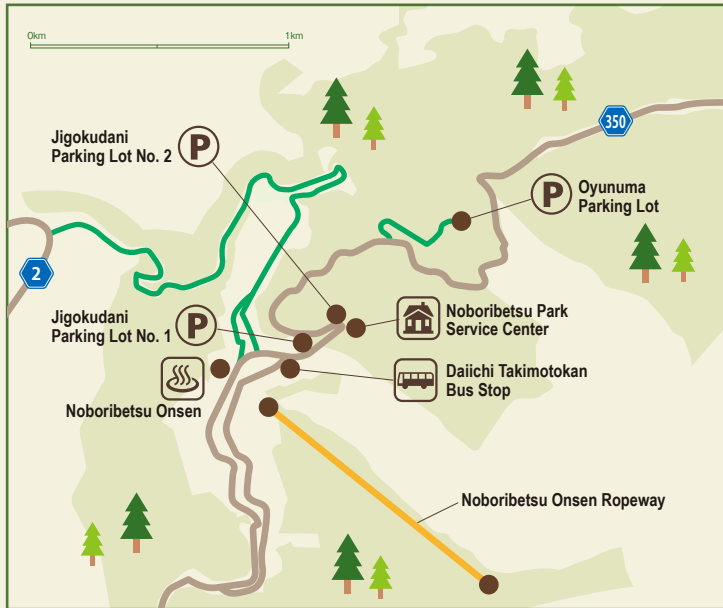 0km
1km
350
Jigokudani
Parking Lot No. 2
P
P
Oyunuma
Parking Lot
2
Jigokudani
Parking Lot No. 1
P
Noboribetsu Park
Service Center
Noboribetsu Onsen
Daiichi Takimotokan
Bus Stop
Noboribetsu Onsen Ropeway